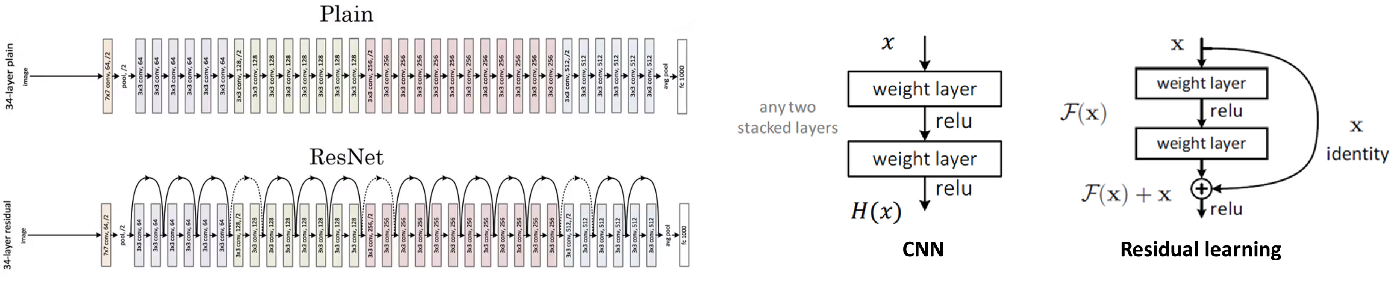 Plain
34-layer plain
image
7x7 conv, 64, /2
pool, /2
3x3 conv, 64
3x3 conv, 64
3x3 conv, 64
3x3 conv, 64
3x3 conv, 64
3x3 conv, 64
3x3 conv, 128, /2
3x3 conv, 128
3x3 conv, 128
3x3 conv, 128
3x3 conv, 128
3x3 conv, 128
3x3 conv, 128
3x3 conv, 128
3x3 conv, 256, /2
3x3 conv, 256
3x3 conv, 256
3x3 conv, 256
3x3 conv, 256
3x3 conv, 256
3x3 conv, 256
3x3 conv, 256
3x3 conv, 256
3x3 conv, 256
3x3 conv, 256
3x3 conv, 256
3x3 conv, 512, /2
3x3 conv, 512
3x3 conv, 512
3x3 conv, 512
3x3 conv, 512
3x3 conv, 512
avg pool
fc 1000
ResNet
34-layer residual
image
7x7 conv, 64, /2
pool, /2
3x3 conv, 64
3x3 conv, 64
3x3 conv, 64
3x3 conv, 64
3x3 conv, 64
3x3 conv, 64
3x3 conv, 128, /2
3x3 conv, 128
3x3 conv, 128
3x3 conv, 128
3x3 conv, 128
3x3 conv, 128
3x3 conv, 128
3x3 conv, 128
3x3 conv, 256, /2
3x3 conv, 256
3x3 conv, 256
3x3 conv, 256
3x3 conv, 256
3x3 conv, 256
3x3 conv, 256
3x3 conv, 256
3x3 conv, 256
3x3 conv, 256
3x3 conv, 256
3x3 conv, 256
3x3 conv, 512, /2
3x3 conv, 512
3x3 conv, 512
3x3 conv, 512
3x3 conv, 512
3x3 conv, 512
avg pool
fc 1000
x
weight layer
any two
stacked layers
relu
weight layer
relu
H(x)
CNN
x
weight layer
F(x)
relu
weight layer
x
identity
F(x) + x
+
relu
Residual learning